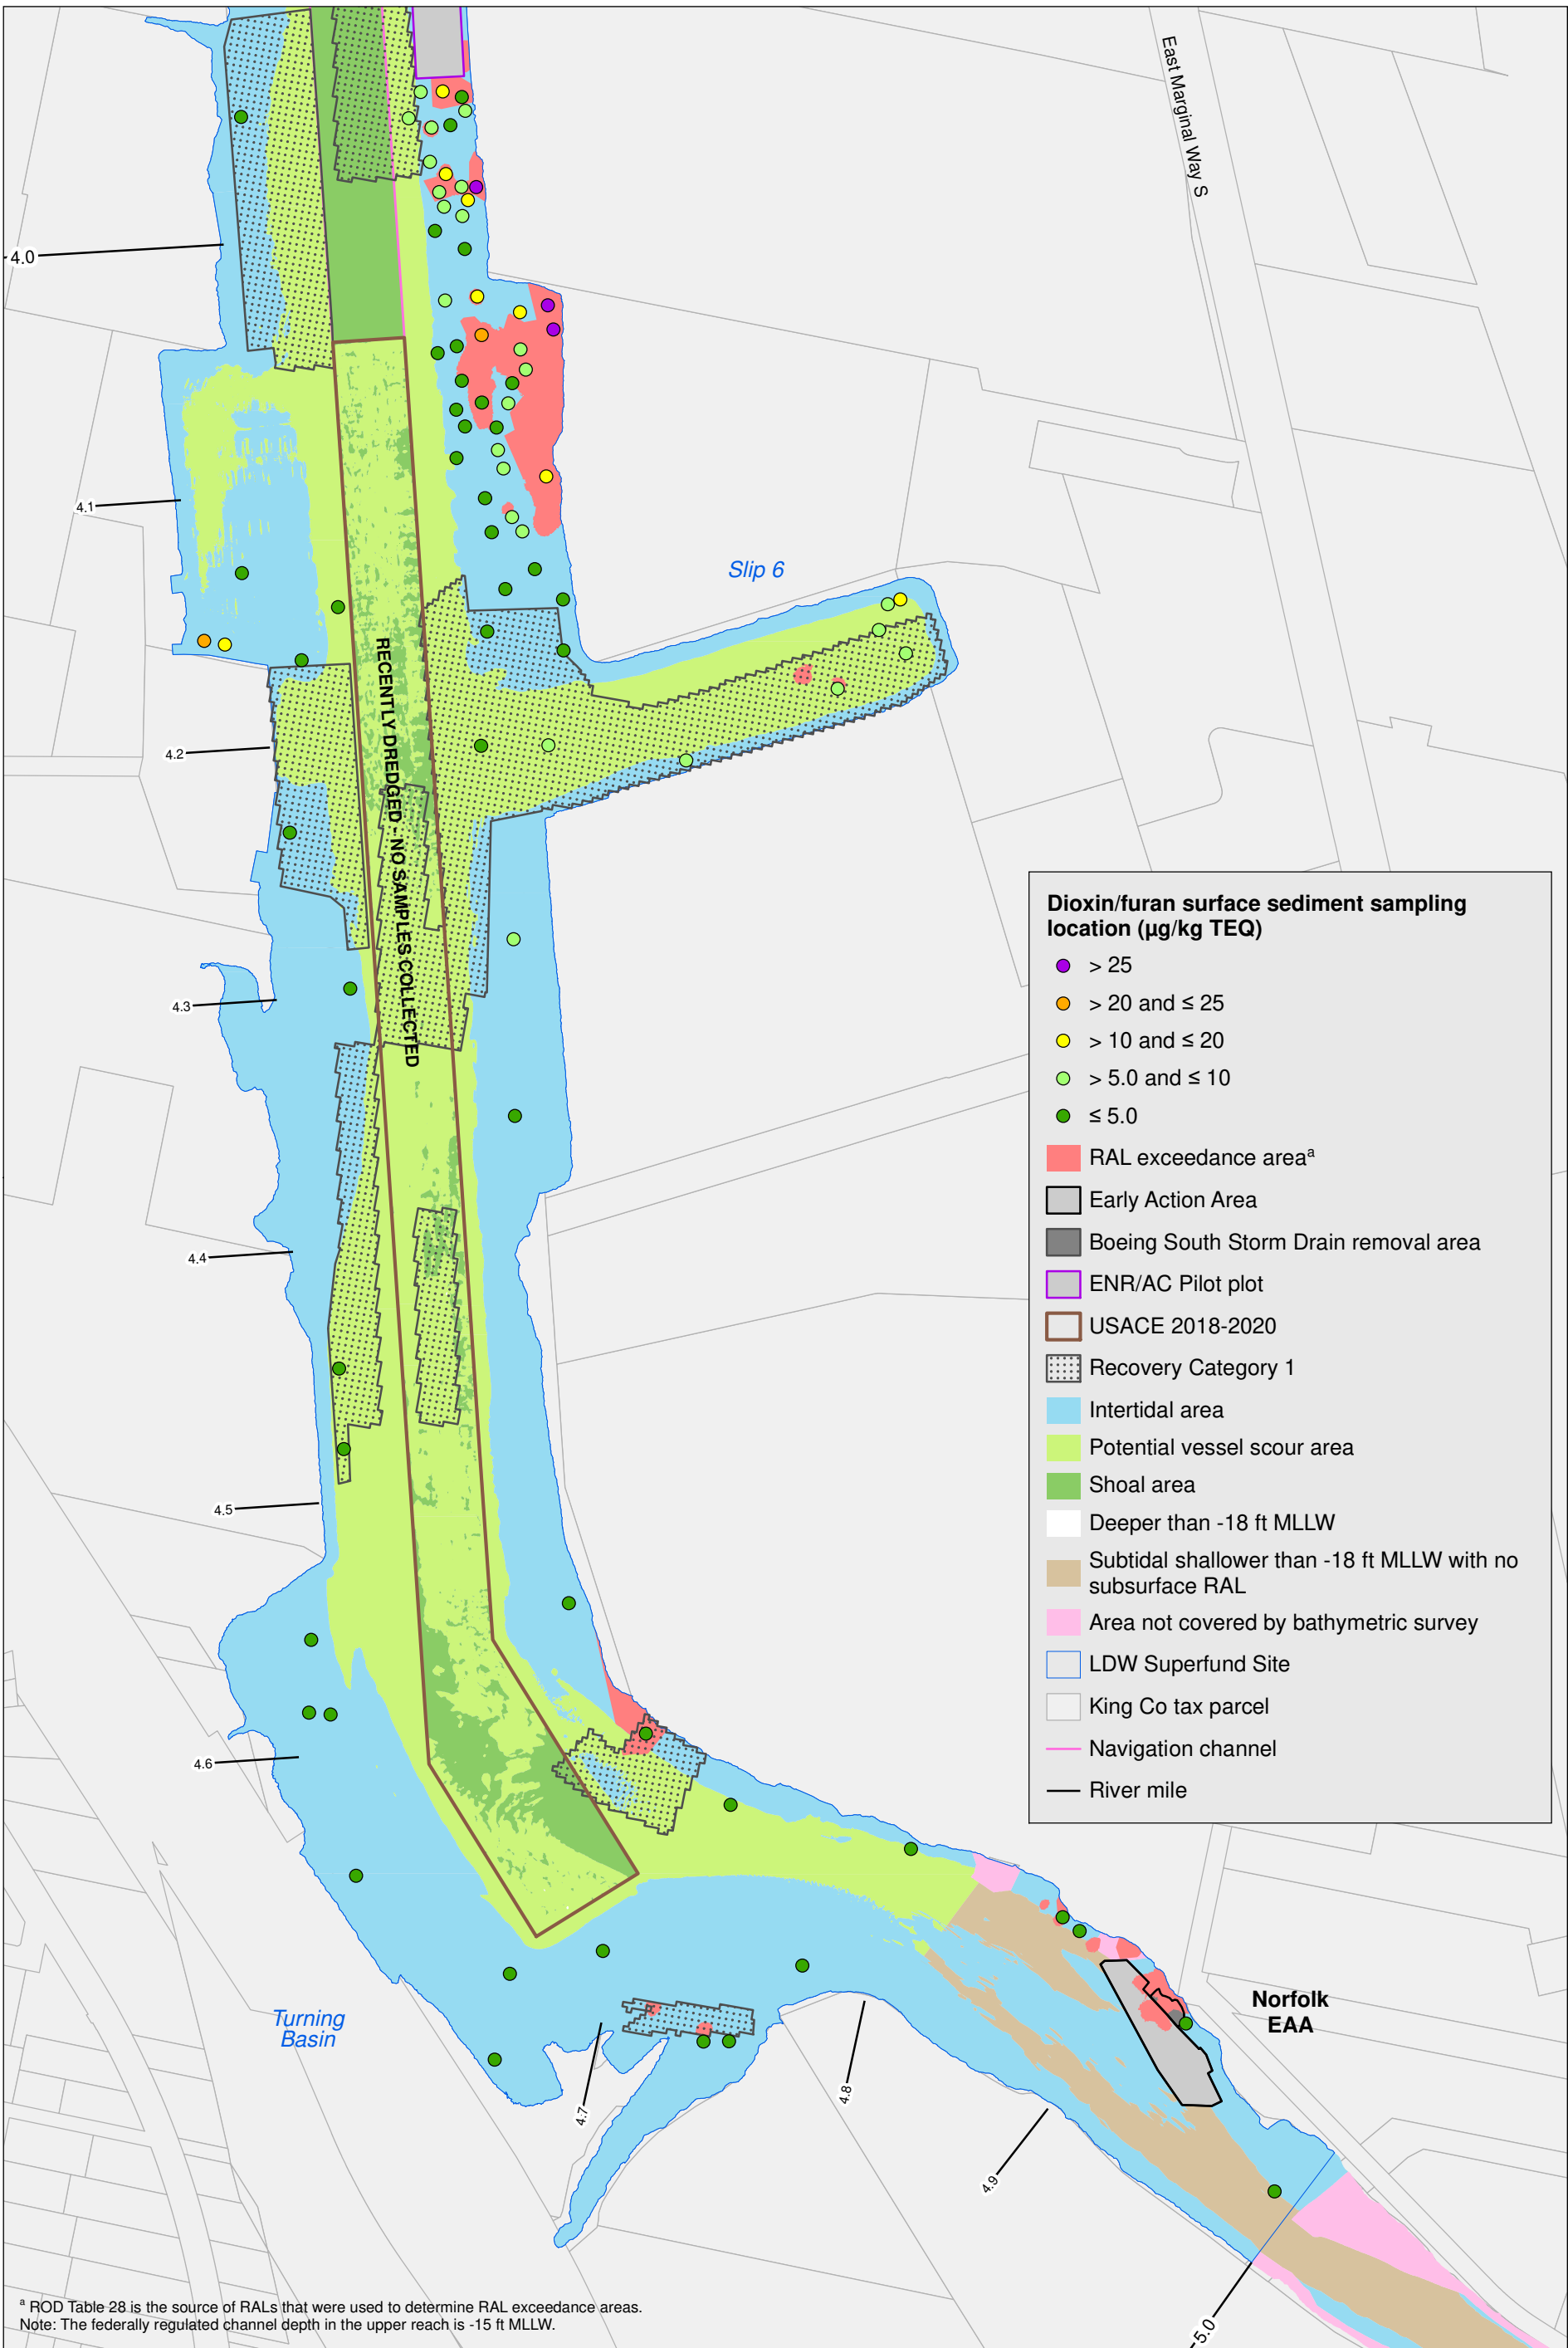 East Marginal Way S
4.0
4.1
Slip 6
RECENTLY DREDGED - NO SAMPLES COLLECTED
4.2
4.3
4.4
4.5
4.6
Turning
Basin
4.7
4.8
4.9
5.0
Norfolk
EAA
Dioxin/furan surface sediment sampling
location (µg/kg TEQ)
> 25
> 20 and ≤ 25
> 10 and ≤ 20
> 5.0 and ≤ 10
≤ 5.0
RAL exceedance areaᵃ
Early Action Area
Boeing South Storm Drain removal area
ENR/AC Pilot plot
USACE 2018-2020
Recovery Category 1
Intertidal area
Potential vessel scour area
Shoal area
Deeper than -18 ft MLLW
Subtidal shallower than -18 ft MLLW with no
subsurface RAL
Area not covered by bathymetric survey
LDW Superfund Site
King Co tax parcel
Navigation channel
River mile
ᵃ ROD Table 28 is the source of RALs that were used to determine RAL exceedance areas.
Note: The federally regulated channel depth in the upper reach is -15 ft MLLW.